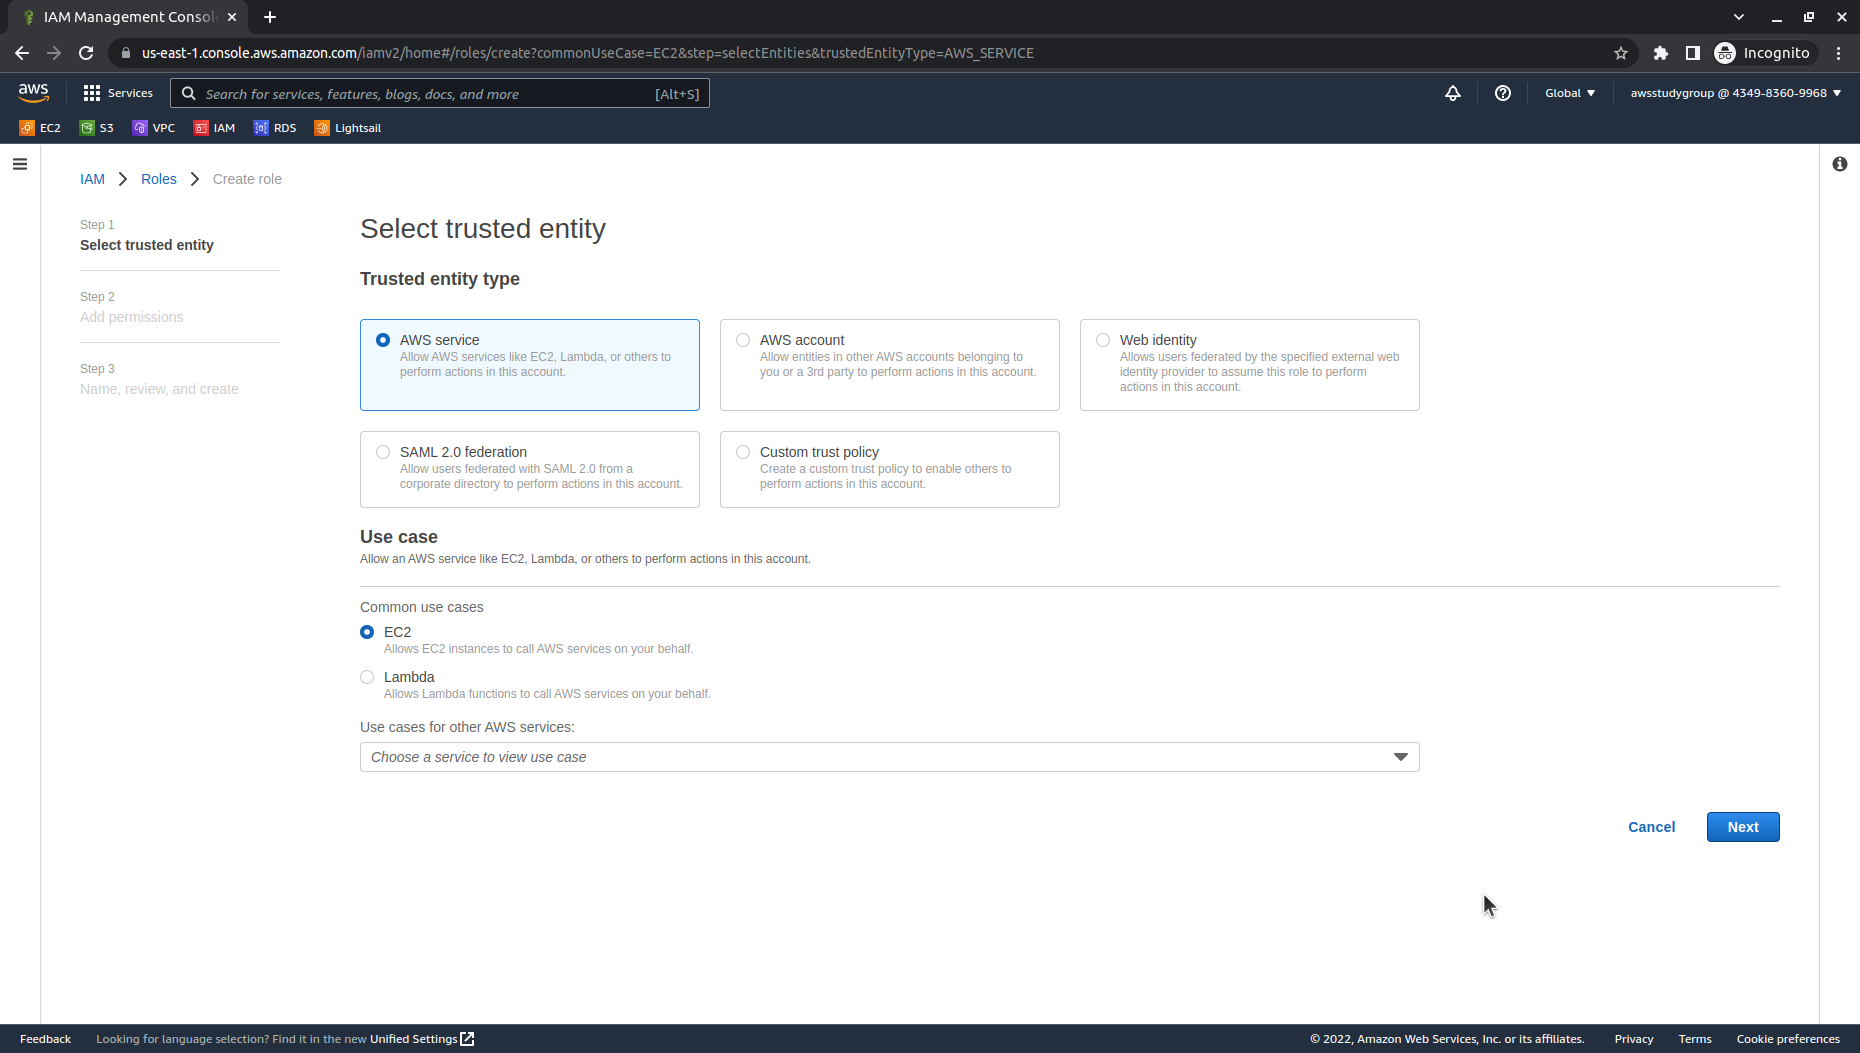 IAM Management Consol
us-east-1.console.aws.amazon.com/iamv2/home#/roles/create?commonUseCase=EC2&step=selectEntities&trustedEntityType=AWS_SERVICE
Incognito
aws
Services
Search for services, features, blogs, docs, and more
[Alt+S]
Global
awsstudygroup @ 4349-8360-9968
EC2
S3
VPC
IAM
RDS
Lightsail
IAM
Roles
Create role
Step 1
Select trusted entity
Step 2
Add permissions
Step 3
Name, review, and create
Select trusted entity
Trusted entity type
AWS service
Allow AWS services like EC2, Lambda, or others to
perform actions in this account.
AWS account
Allow entities in other AWS accounts belonging to
you or a 3rd party to perform actions in this account.
Web identity
Allows users federated by the specified external web
identity provider to assume this role to perform
actions in this account.
SAML 2.0 federation
Allow users federated with SAML 2.0 from a
corporate directory to perform actions in this account.
Custom trust policy
Create a custom trust policy to enable others to
perform actions in this account.
Use case
Allow an AWS service like EC2, Lambda, or others to perform actions in this account.
Common use cases
EC2
Allows EC2 instances to call AWS services on your behalf.
Lambda
Allows Lambda functions to call AWS services on your behalf.
Use cases for other AWS services:
Choose a service to view use case
Cancel
Next
Feedback
Looking for language selection? Find it in the new Unified Settings
© 2022, Amazon Web Services, Inc. or its affiliates.
Privacy
Terms
Cookie preferences